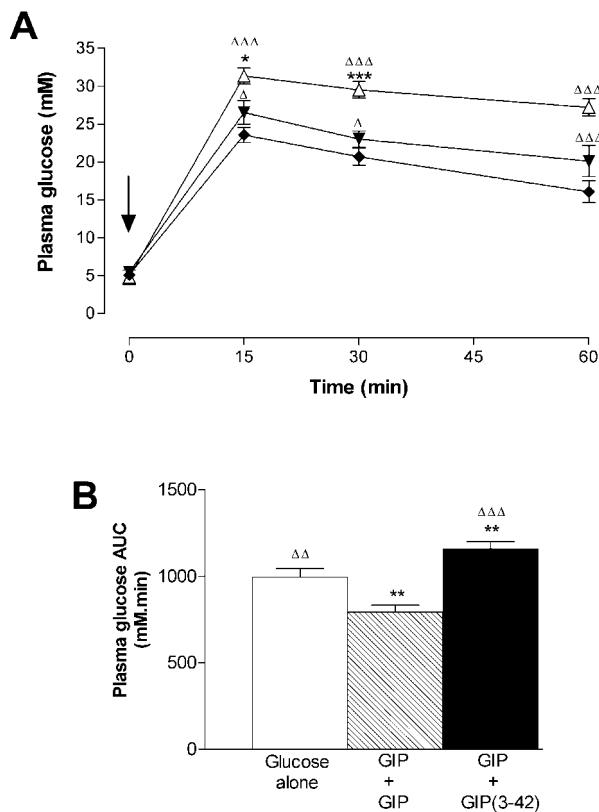 A
Plasma glucose (mM)
35
30
25
20
15
10
5
0
ΔΔΔ
*
ΔΔΔ
***
ΔΔΔ
Δ
Δ
ΔΔΔ
0
15
30
45
60
Time (min)
B
Plasma glucose AUC
(mM.min)
1500
1000
500
0
ΔΔ
**
ΔΔΔ
**
Glucose
alone
GIP
+
GIP
GIP
+
GIP(3-42)